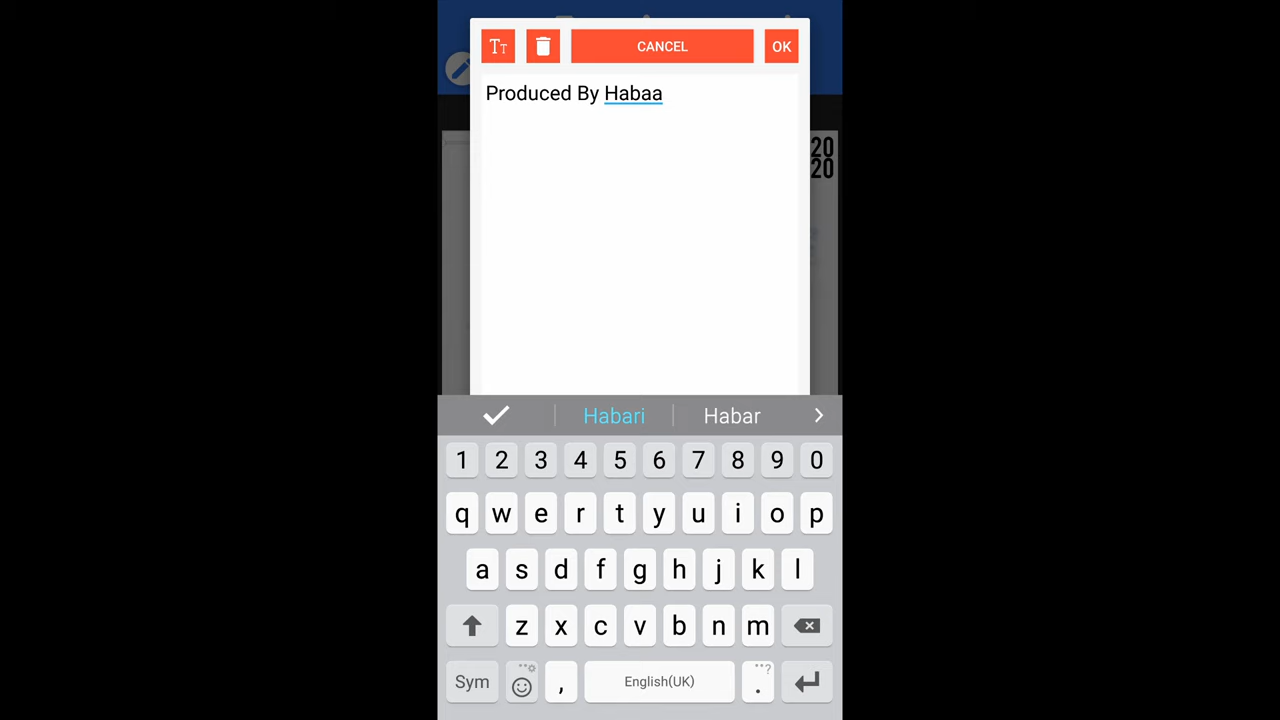 TT
CANCEL
OK
Produced By Habaa
20
20
Habari
Habar
1 2 3 4 5 6 7 8 9 0
q w e r t y u i o p
a s d f g h j k l
z x c v b n m
Sym , English(UK) .